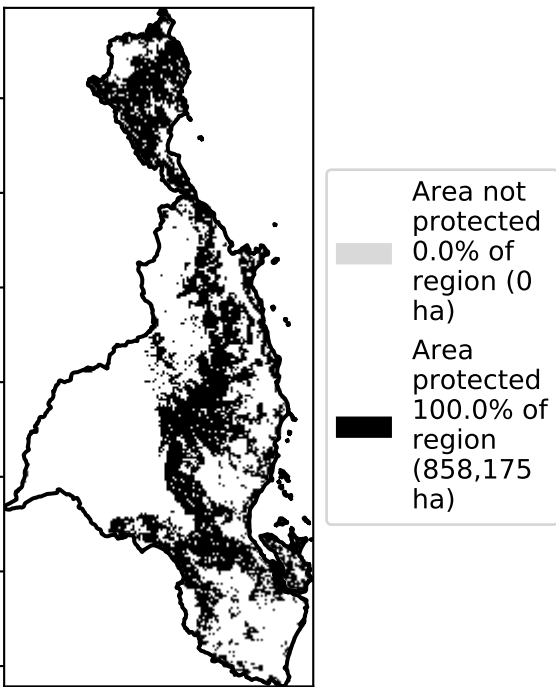 Area not
protected
0.0% of
region (0
ha)
Area
protected
100.0% of
region
(858,175
ha)